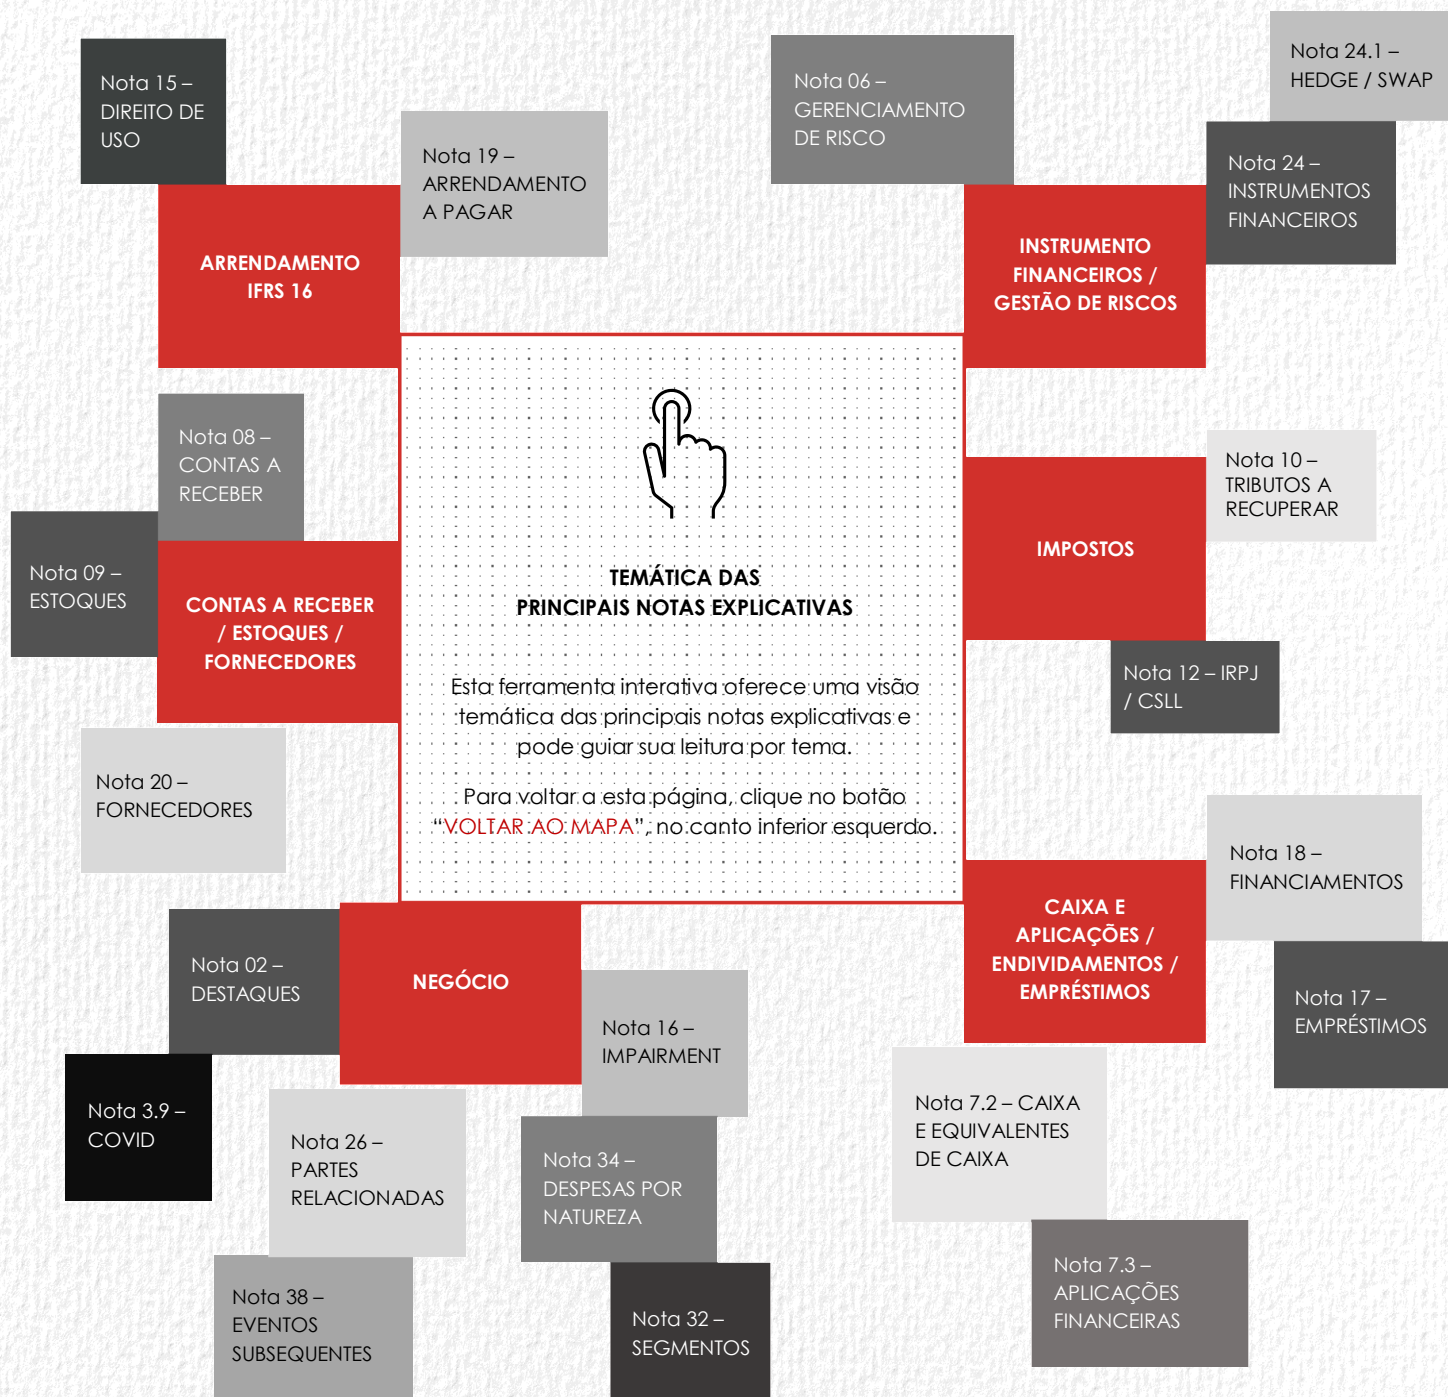 Nota 15 –
DIREITO DE
USO
Nota 19 –
ARRENDAMENTO
A PAGAR
ARRENDAMENTO
IFRS 16
Nota 06 –
GERENCIAMENTO
DE RISCO
Nota 24.1 –
HEDGE / SWAP
Nota 24 –
INSTRUMENTOS
FINANCEIROS
INSTRUMENTO
FINANCEIROS /
GESTÃO DE RISCOS
Nota 08 –
CONTAS A
RECEBER
Nota 09 –
ESTOQUES
CONTAS A RECEBER
/ ESTOQUES /
FORNECEDORES
Nota 20 –
FORNECEDORES
TEMÁTICA DAS
PRINCIPAIS NOTAS EXPLICATIVAS
Esta ferramenta interativa oferece uma visão
temática das principais notas explicativas e
pode guiar sua leitura por tema.
Para voltar a esta página, clique no botão
“VOLTAR AO MAPA”, no canto inferior esquerdo.
Nota 10 –
TRIBUTOS A
RECUPERAR
IMPOSTOS
Nota 12 – IRPJ
/ CSLL
Nota 18 –
FINANCIAMENTOS
CAIXA E
APLICAÇÕES /
ENDIVIDAMENTOS /
EMPRÉSTIMOS
Nota 17 –
EMPRÉSTIMOS
Nota 7.2 – CAIXA
E EQUIVALENTES
DE CAIXA
Nota 7.3 –
APLICAÇÕES
FINANCEIRAS
Nota 02 –
DESTAQUES
NEGÓCIO
Nota 16 –
IMPAIRMENT
Nota 3.9 –
COVID
Nota 26 –
PARTES
RELACIONADAS
Nota 34 –
DESPESAS POR
NATUREZA
Nota 38 –
EVENTOS
SUBSEQUENTES
Nota 32 –
SEGMENTOS